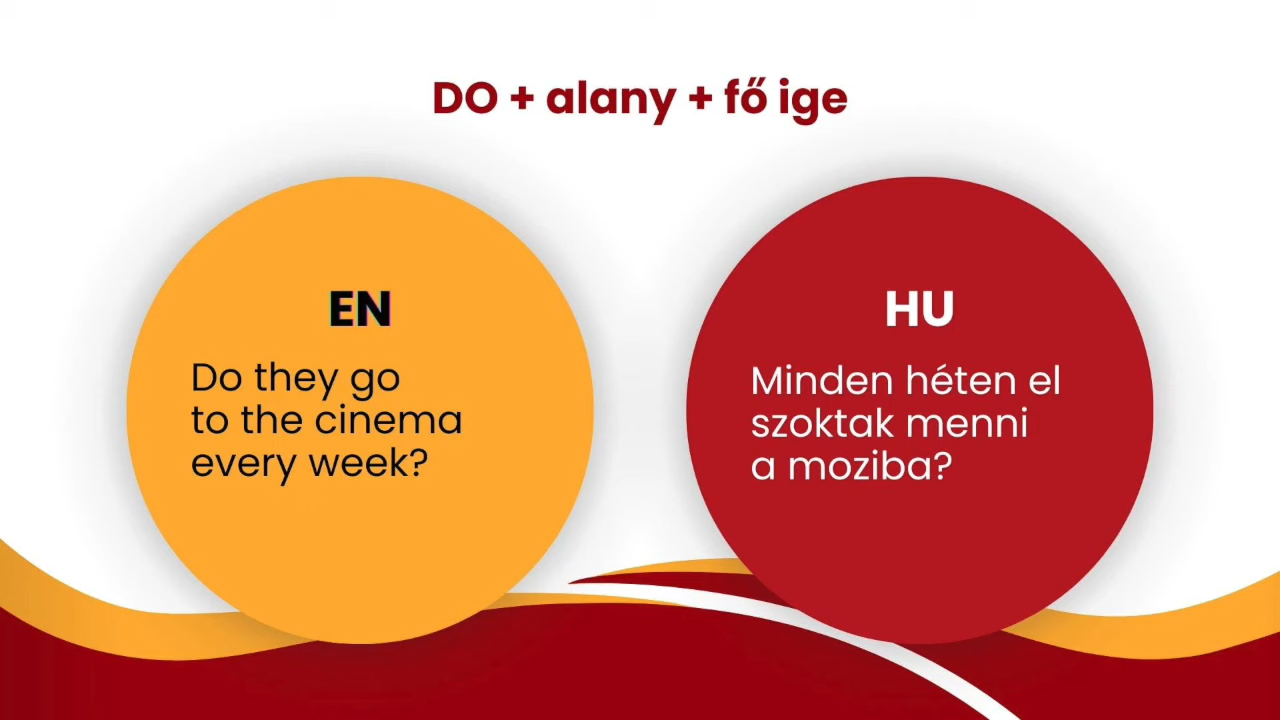 DO + alany + fő ige
EN
Do they go
to the cinema
every week?
HU
Minden héten el
szoktak menni
a moziba?